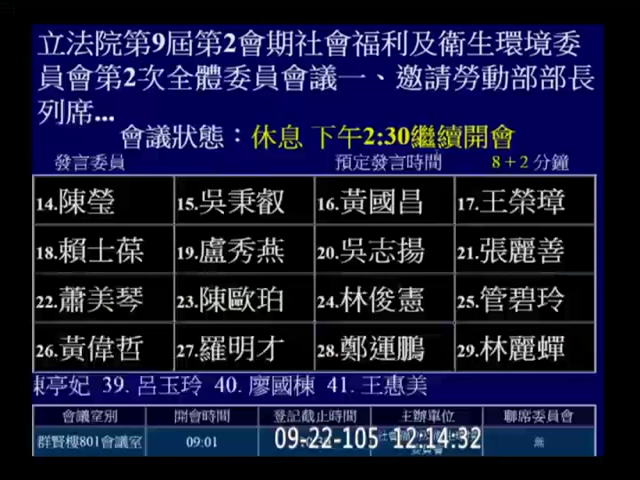 立法院第9屆第2會期社會福利及衛生環境委
員會第2次全體委員會議一、邀請勞動部部長
列席...
會議狀態：休息 下午2:30繼續開會
發言委員 預定發言時間 8+2 分鐘
14.陳瑩 15.吳秉叡 16.黃國昌 17.王榮璋
18.賴士葆 19.盧秀燕 20.吳志揚 21.張麗善
22.蕭美琴 23.陳歐珀 24.林俊憲 25.管碧玲
26.黃偉哲 27.羅明才 28.鄭運鵬 29.林麗蟬
陳亭妃 39. 呂玉玲 40. 廖國棟 41. 王惠美
會議室別 開會時間 登記截止時間 主辦單位 聯席委員會
群賢樓801會議室 09:01 無
09-22-105 12:14:32